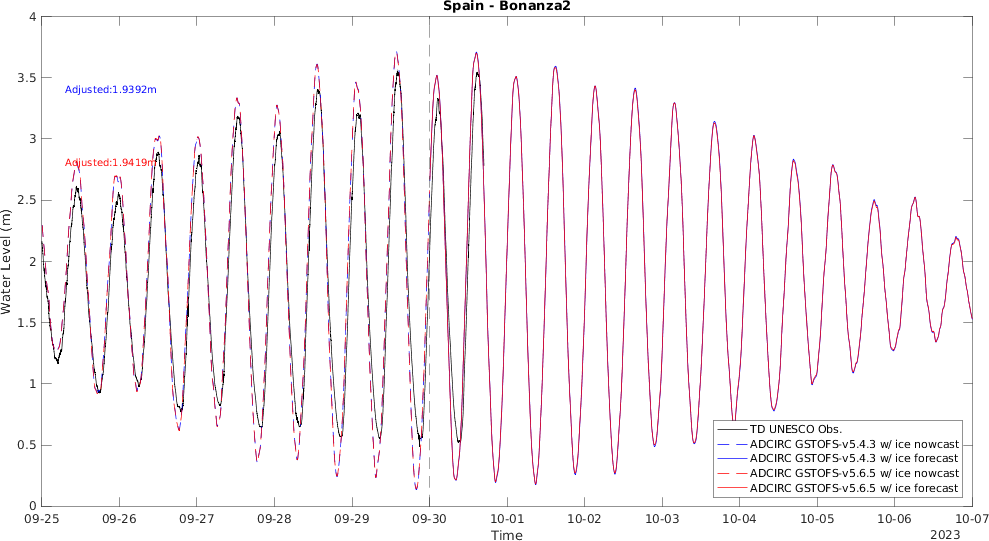 Spain - Bonanza2
4
3.5
3
2.5
2
1.5
1
0.5
0
Water Level (m)
Adjusted:1.9392m
Adjusted:1.9419m
TD UNESCO Obs.
ADCIRC GSTOFS-v5.4.3 w/ ice nowcast
ADCIRC GSTOFS-v5.4.3 w/ ice forecast
ADCIRC GSTOFS-v5.6.5 w/ ice nowcast
ADCIRC GSTOFS-v5.6.5 w/ ice forecast
09-25 09-26 09-27 09-28 09-29 09-30 10-01 10-02 10-03 10-04 10-05 10-06 10-07
Time
2023